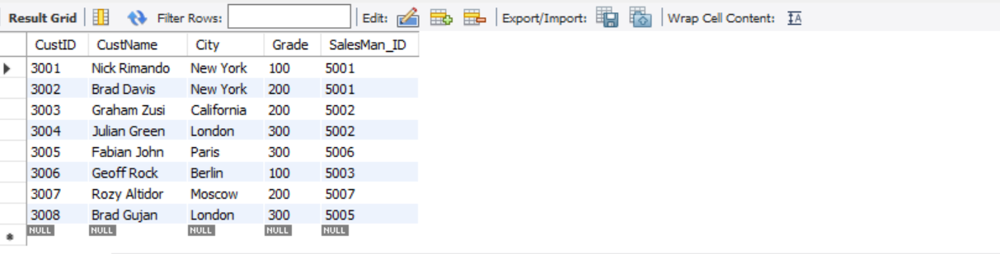 Result Grid Filter Rows: Edit: Export/Import: Wrap Cell Content: IA
CustID CustName City Grade SalesMan_ID
3001 Nick Rimando New York 100 5001
3002 Brad Davis New York 200 5001
3003 Graham Zusi California 200 5002
3004 Julian Green London 300 5002
3005 Fabian John Paris 300 5006
3006 Geoff Rock Berlin 100 5003
3007 Rozy Altidor Moscow 200 5007
3008 Brad Gujan London 300 5005
NULL NULL NULL NULL NULL